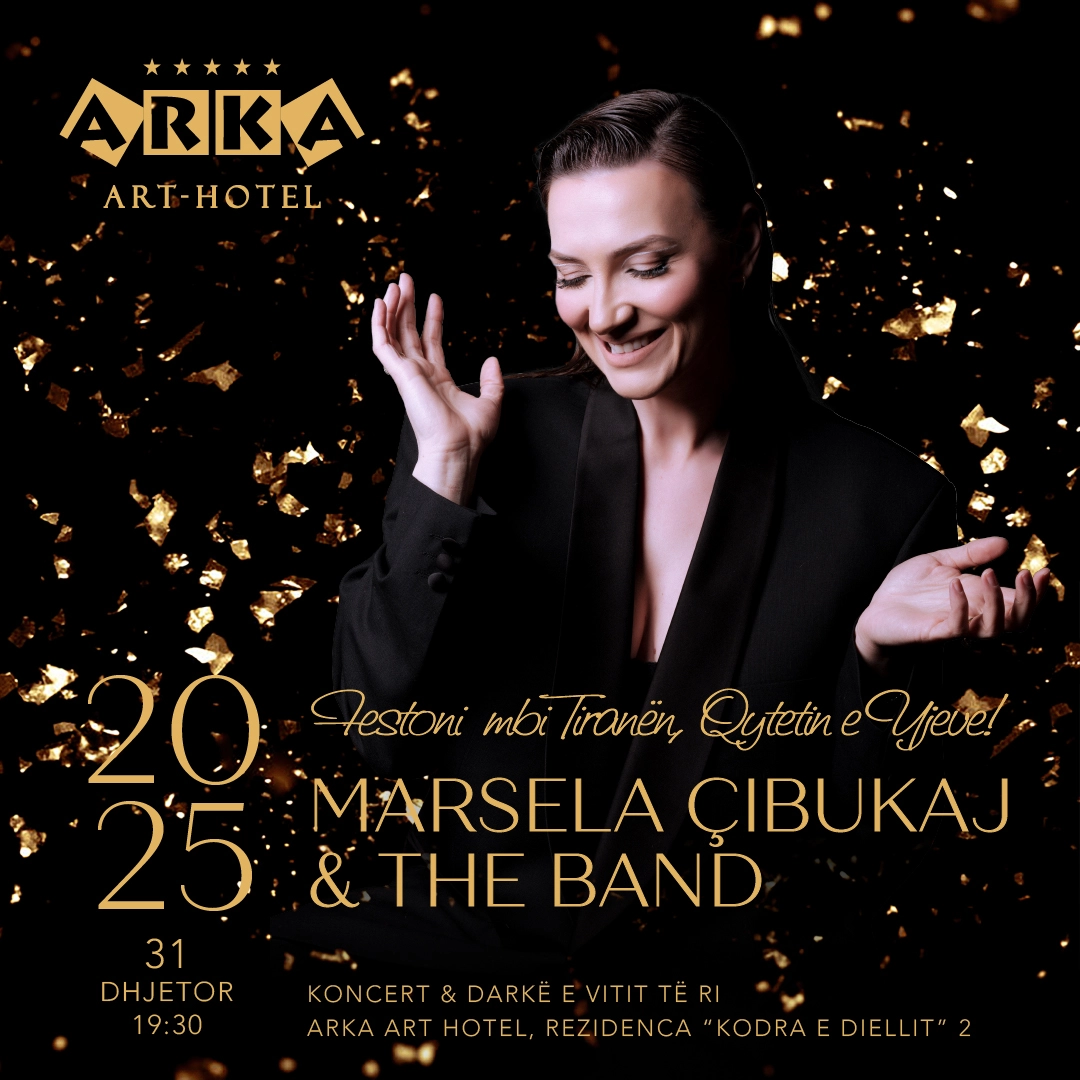 ARKA
ART-HOTEL
20
25
31
DHJETOR
19:30
Festoni mbi Tiranën, Qytetin e Yjeve!
MARSELA ÇIBUKAJ
& THE BAND
KONCERT & DARKË E VITIT TË RI
ARKA ART HOTEL, REZIDENCA “KODRA E DIELLIT” 2